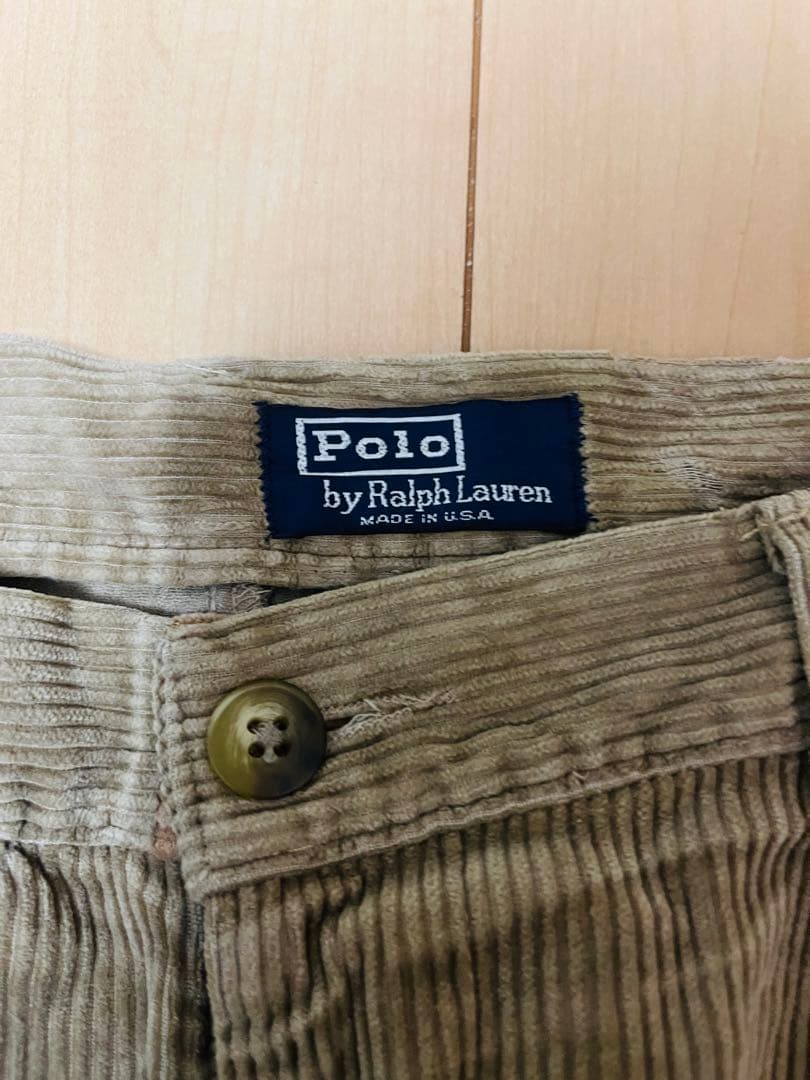 Polo
by Ralph Lauren
MADE IN U.S.A.